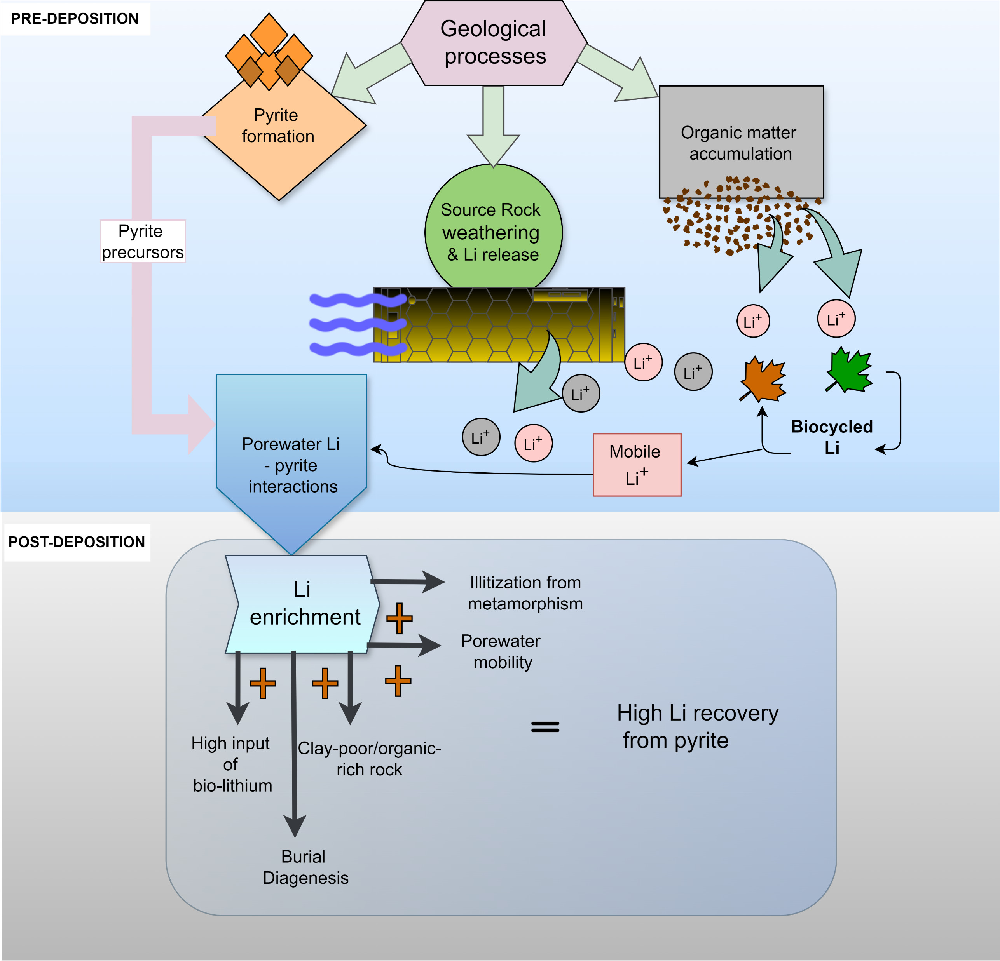 PRE-DEPOSITION
Geological
processes
Pyrite
formation
Organic matter
accumulation
Source Rock
weathering
& Li release
Pyrite
precursors
Li+
Li+
Li+
Li+
Li+
Li+
Li+
Biocycled
Li
Mobile
Li+
Porewater Li
- pyrite
interactions
POST-DEPOSITION
Li
enrichment
Illitization from
metamorphism
Porewater
mobility
High input
of
bio-lithium
Clay-poor/organic-
rich rock
Burial
Diagenesis
=
High Li recovery
from pyrite